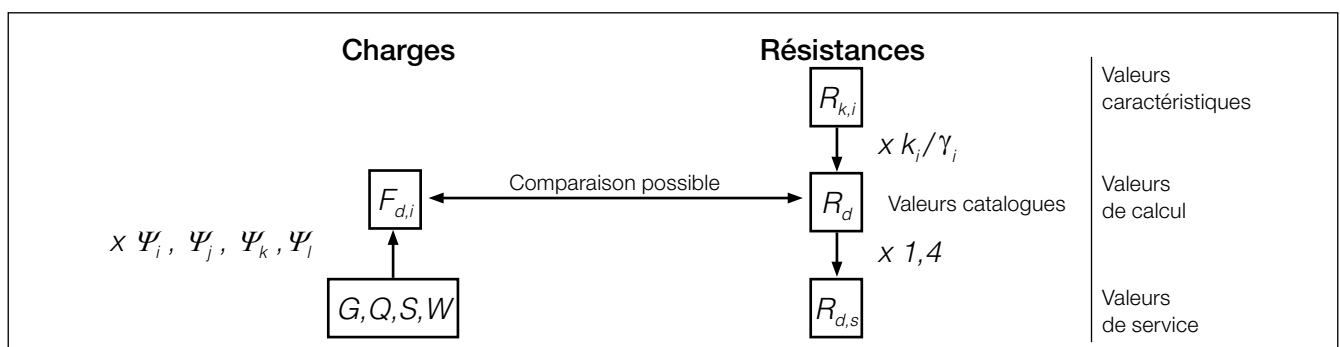 Charges
Résistances
Valeurs
caractéristiques
R_{k,i}
x k_i/γ_i
Comparaison possible
F_{d,i}
R_d
Valeurs catalogues
Valeurs
de calcul
x Ψ_i , Ψ_j , Ψ_k ,Ψ_l
x 1,4
G,Q,S,W
R_{d,s}
Valeurs
de service